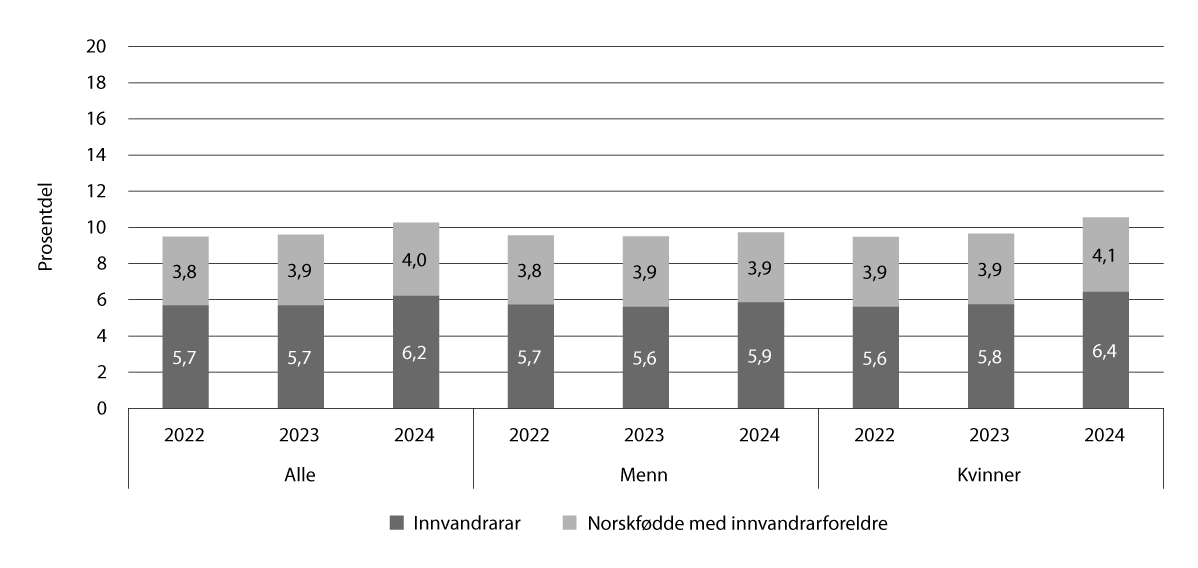 Prosentdel
20
18
16
14
12
10
8
6
4
2
0
3,8 3,9 4,0 3,8 3,9 3,9 3,9 3,9 4,1
5,7 5,7 6,2 5,7 5,6 5,9 5,6 5,8 6,4
2022 2023 2024 2022 2023 2024 2022 2023 2024
Alle Menn Kvinner
Innvandrarar Norskfødde med innvandrarforeldre